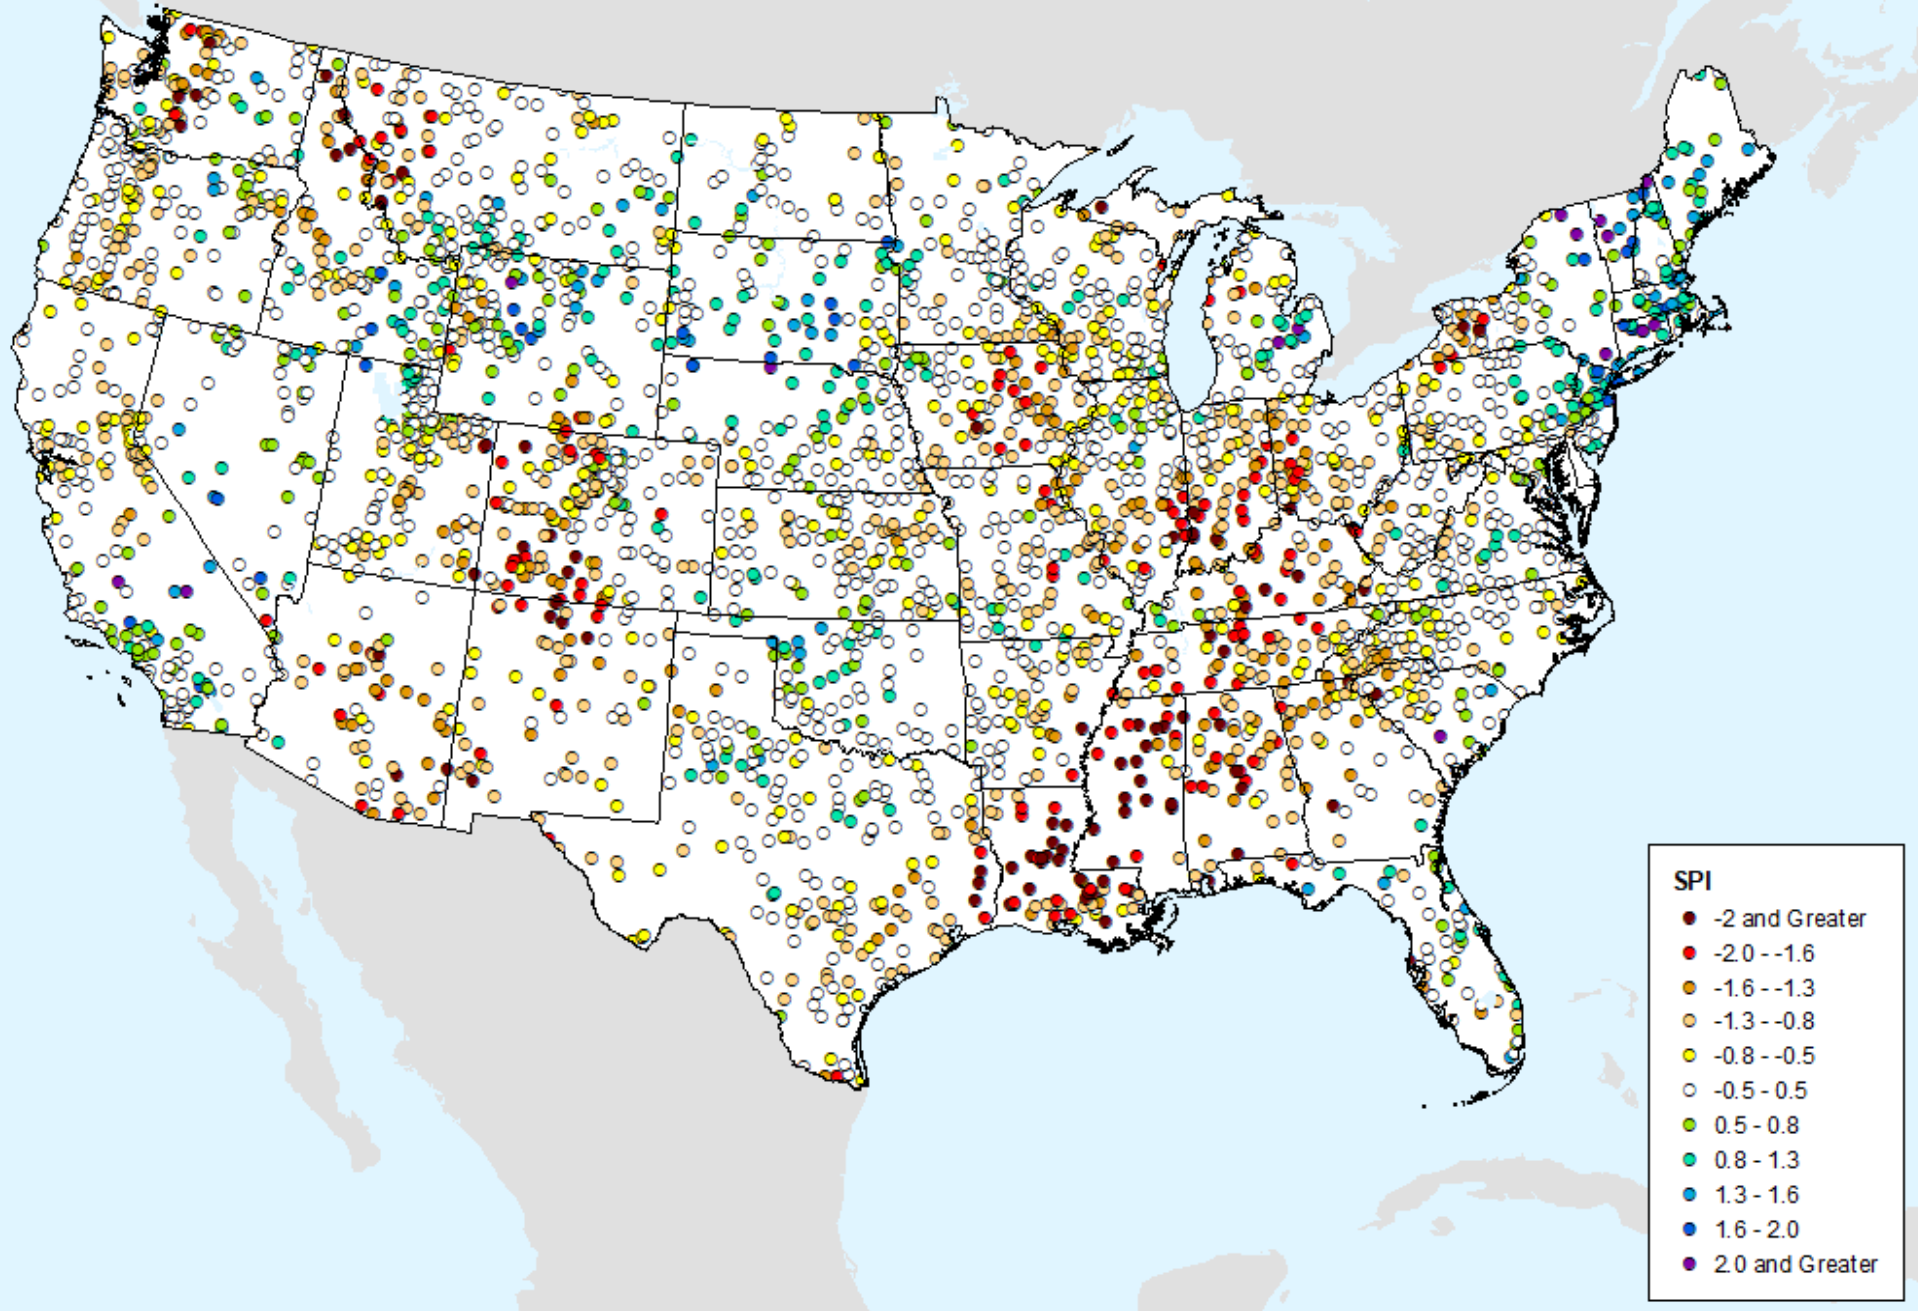 SPI
-2 and Greater
-2.0 - -1.6
-1.6 - -1.3
-1.3 - -0.8
-0.8 - -0.5
-0.5 - 0.5
0.5 - 0.8
0.8 - 1.3
1.3 - 1.6
1.6 - 2.0
2.0 and Greater